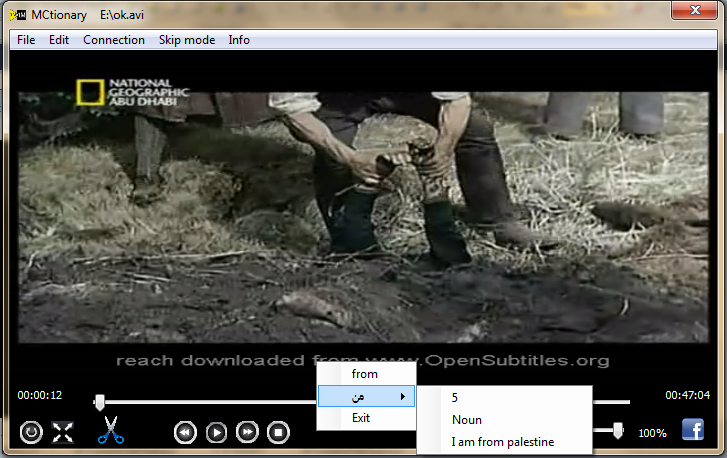 MCtionary E:\ok.avi
File Edit Connection Skip mode Info
NATIONAL
GEOGRAPHIC
ABU DHABI
reach downloaded from www.OpenSubtitles.org
from
من
Exit
5
Noun
I am from palestine
00:00:12
00:47:04
100%